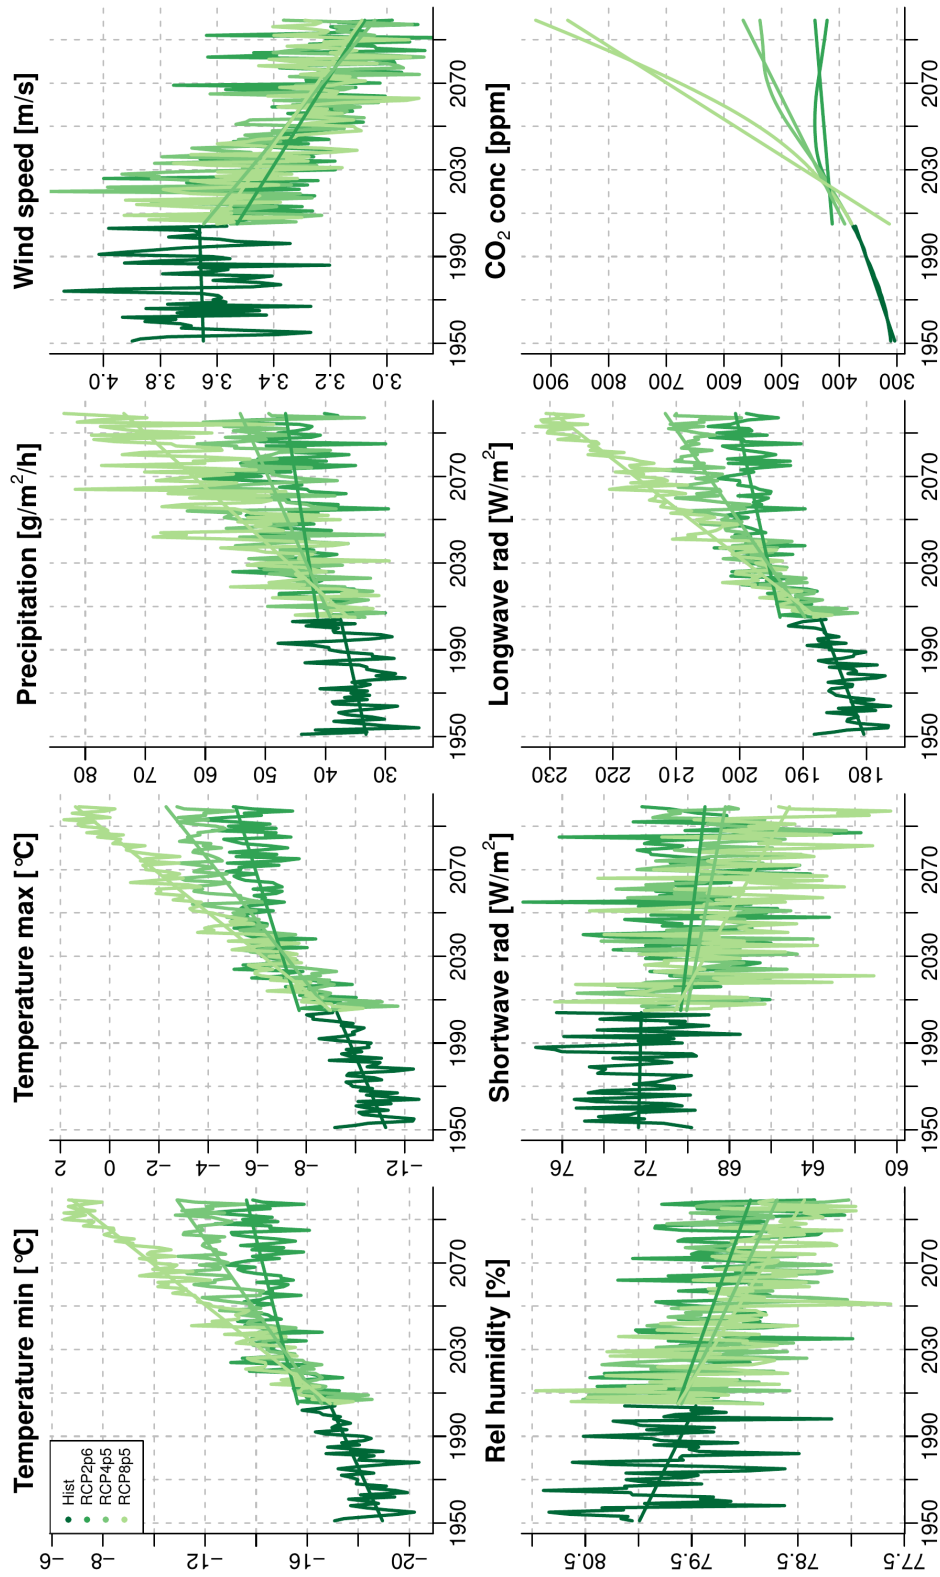 Temperature min [°C]
−6
−8
−12
−16
−20
Hist
RCP2p6
RCP4p5
RCP8p5
1950 1990 2030 2070
Temperature max [°C]
2
0
−2
−4
−6
−8
−12
1950 1990 2030 2070
Precipitation [g/m²/h]
80
70
60
50
40
30
1950 1990 2030 2070
Wind speed [m/s]
4.0
3.8
3.6
3.4
3.2
3.0
1950 1990 2030 2070
Rel humidity [%]
80.5
79.5
78.5
77.5
1950 1990 2030 2070
Shortwave rad [W/m²]
76
72
68
64
60
1950 1990 2030 2070
Longwave rad [W/m²]
230
220
210
200
190
180
1950 1990 2030 2070
CO₂ conc [ppm]
900
800
700
600
500
400
300
1950 1990 2030 2070